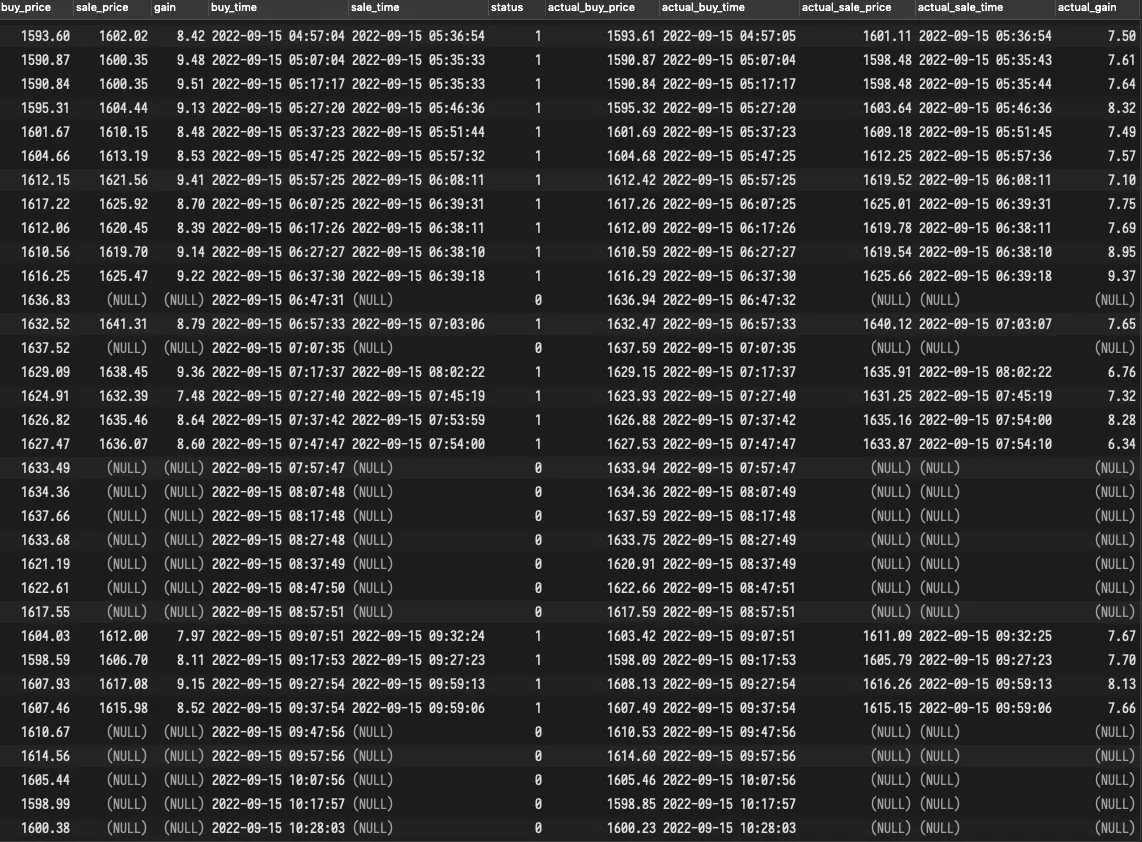 buy_price sale_price gain buy_time sale_time status actual_buy_price actual_buy_time actual_sale_price actual_sale_time actual_gain
1593.60 1602.02 8.42 2022-09-15 04:57:04 2022-09-15 05:36:54 1 1593.61 2022-09-15 04:57:05 1601.11 2022-09-15 05:36:54 7.50
1590.87 1600.35 9.48 2022-09-15 05:07:04 2022-09-15 05:35:33 1 1590.87 2022-09-15 05:07:04 1598.48 2022-09-15 05:35:43 7.61
1590.84 1600.35 9.51 2022-09-15 05:17:17 2022-09-15 05:35:33 1 1590.84 2022-09-15 05:17:17 1598.48 2022-09-15 05:35:44 7.64
1595.31 1604.44 9.13 2022-09-15 05:27:20 2022-09-15 05:46:36 1 1595.32 2022-09-15 05:27:20 1603.64 2022-09-15 05:46:36 8.32
1601.67 1610.15 8.48 2022-09-15 05:37:23 2022-09-15 05:51:44 1 1601.69 2022-09-15 05:37:23 1609.18 2022-09-15 05:51:45 7.49
1604.66 1613.19 8.53 2022-09-15 05:47:25 2022-09-15 05:57:32 1 1604.68 2022-09-15 05:47:25 1612.25 2022-09-15 05:57:36 7.57
1612.15 1621.56 9.41 2022-09-15 05:57:25 2022-09-15 06:08:11 1 1612.42 2022-09-15 05:57:25 1619.52 2022-09-15 06:08:11 7.10
1617.22 1625.92 8.70 2022-09-15 06:07:25 2022-09-15 06:39:31 1 1617.26 2022-09-15 06:07:25 1625.01 2022-09-15 06:39:31 7.75
1612.06 1620.45 8.39 2022-09-15 06:17:26 2022-09-15 06:38:11 1 1612.09 2022-09-15 06:17:26 1619.78 2022-09-15 06:38:11 7.69
1610.56 1619.70 9.14 2022-09-15 06:27:27 2022-09-15 06:38:10 1 1610.59 2022-09-15 06:27:27 1619.54 2022-09-15 06:38:10 8.95
1616.25 1625.47 9.22 2022-09-15 06:37:30 2022-09-15 06:39:18 1 1616.29 2022-09-15 06:37:30 1625.66 2022-09-15 06:39:18 9.37
1636.83 (NULL) (NULL) 2022-09-15 06:47:31 (NULL) 0 1636.94 2022-09-15 06:47:32 (NULL) (NULL) (NULL)
1632.52 1641.31 8.79 2022-09-15 06:57:33 2022-09-15 07:03:06 1 1632.47 2022-09-15 06:57:33 1640.12 2022-09-15 07:03:07 7.65
1637.52 (NULL) (NULL) 2022-09-15 07:07:35 (NULL) 0 1637.59 2022-09-15 07:07:35 (NULL) (NULL) (NULL)
1629.09 1638.45 9.36 2022-09-15 07:17:37 2022-09-15 08:02:22 1 1629.15 2022-09-15 07:17:37 1635.91 2022-09-15 08:02:22 6.76
1624.91 1632.39 7.48 2022-09-15 07:27:40 2022-09-15 07:45:19 1 1623.93 2022-09-15 07:27:40 1631.25 2022-09-15 07:45:19 7.32
1626.82 1635.46 8.64 2022-09-15 07:37:42 2022-09-15 07:53:59 1 1626.88 2022-09-15 07:37:42 1635.16 2022-09-15 07:54:00 8.28
1627.47 1636.07 8.60 2022-09-15 07:47:47 2022-09-15 07:54:00 1 1627.53 2022-09-15 07:47:47 1633.87 2022-09-15 07:54:10 6.34
1633.49 (NULL) (NULL) 2022-09-15 07:57:47 (NULL) 0 1633.94 2022-09-15 07:57:47 (NULL) (NULL) (NULL)
1634.36 (NULL) (NULL) 2022-09-15 08:07:48 (NULL) 0 1634.36 2022-09-15 08:07:49 (NULL) (NULL) (NULL)
1637.66 (NULL) (NULL) 2022-09-15 08:17:48 (NULL) 0 1637.59 2022-09-15 08:17:48 (NULL) (NULL) (NULL)
1633.68 (NULL) (NULL) 2022-09-15 08:27:48 (NULL) 0 1633.75 2022-09-15 08:27:49 (NULL) (NULL) (NULL)
1621.19 (NULL) (NULL) 2022-09-15 08:37:49 (NULL) 0 1620.91 2022-09-15 08:37:49 (NULL) (NULL) (NULL)
1622.61 (NULL) (NULL) 2022-09-15 08:47:50 (NULL) 0 1622.66 2022-09-15 08:47:51 (NULL) (NULL) (NULL)
1617.55 (NULL) (NULL) 2022-09-15 08:57:51 (NULL) 0 1617.59 2022-09-15 08:57:51 (NULL) (NULL) (NULL)
1604.03 1612.00 7.97 2022-09-15 09:07:51 2022-09-15 09:32:24 1 1603.42 2022-09-15 09:07:51 1611.09 2022-09-15 09:32:25 7.67
1598.59 1606.70 8.11 2022-09-15 09:17:53 2022-09-15 09:27:23 1 1598.09 2022-09-15 09:17:53 1605.79 2022-09-15 09:27:23 7.70
1607.93 1617.08 9.15 2022-09-15 09:27:54 2022-09-15 09:59:13 1 1608.13 2022-09-15 09:27:54 1616.26 2022-09-15 09:59:13 8.13
1607.46 1615.98 8.52 2022-09-15 09:37:54 2022-09-15 09:59:06 1 1607.49 2022-09-15 09:37:54 1615.15 2022-09-15 09:59:06 7.66
1610.67 (NULL) (NULL) 2022-09-15 09:47:56 (NULL) 0 1610.53 2022-09-15 09:47:56 (NULL) (NULL) (NULL)
1614.56 (NULL) (NULL) 2022-09-15 09:57:56 (NULL) 0 1614.60 2022-09-15 09:57:56 (NULL) (NULL) (NULL)
1605.44 (NULL) (NULL) 2022-09-15 10:07:56 (NULL) 0 1605.46 2022-09-15 10:07:56 (NULL) (NULL) (NULL)
1598.99 (NULL) (NULL) 2022-09-15 10:17:57 (NULL) 0 1598.85 2022-09-15 10:17:57 (NULL) (NULL) (NULL)
1600.38 (NULL) (NULL) 2022-09-15 10:28:03 (NULL) 0 1600.23 2022-09-15 10:28:03 (NULL) (NULL) (NULL)